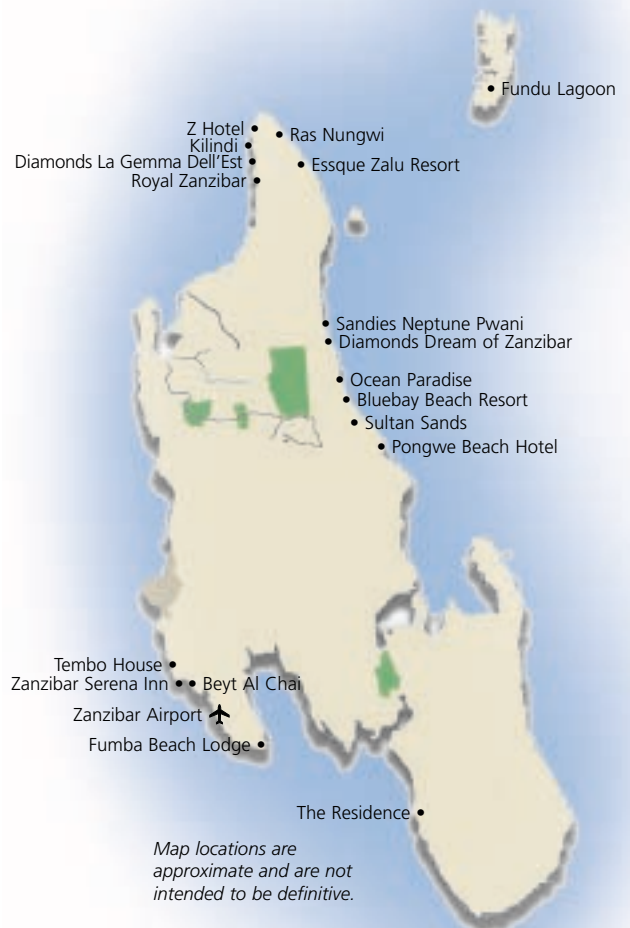 Fundu Lagoon
Z Hotel
Ras Nungwi
Kilindi
Diamonds La Gemma Dell'Est
Essque Zalu Resort
Royal Zanzibar
Sandies Neptune Pwani
Diamonds Dream of Zanzibar
Ocean Paradise
Bluebay Beach Resort
Sultan Sands
Pongwe Beach Hotel
Tembo House
Zanzibar Serena Inn
Beyt Al Chai
Zanzibar Airport
Fumba Beach Lodge
The Residence
Map locations are
approximate and are not
intended to be definitive.